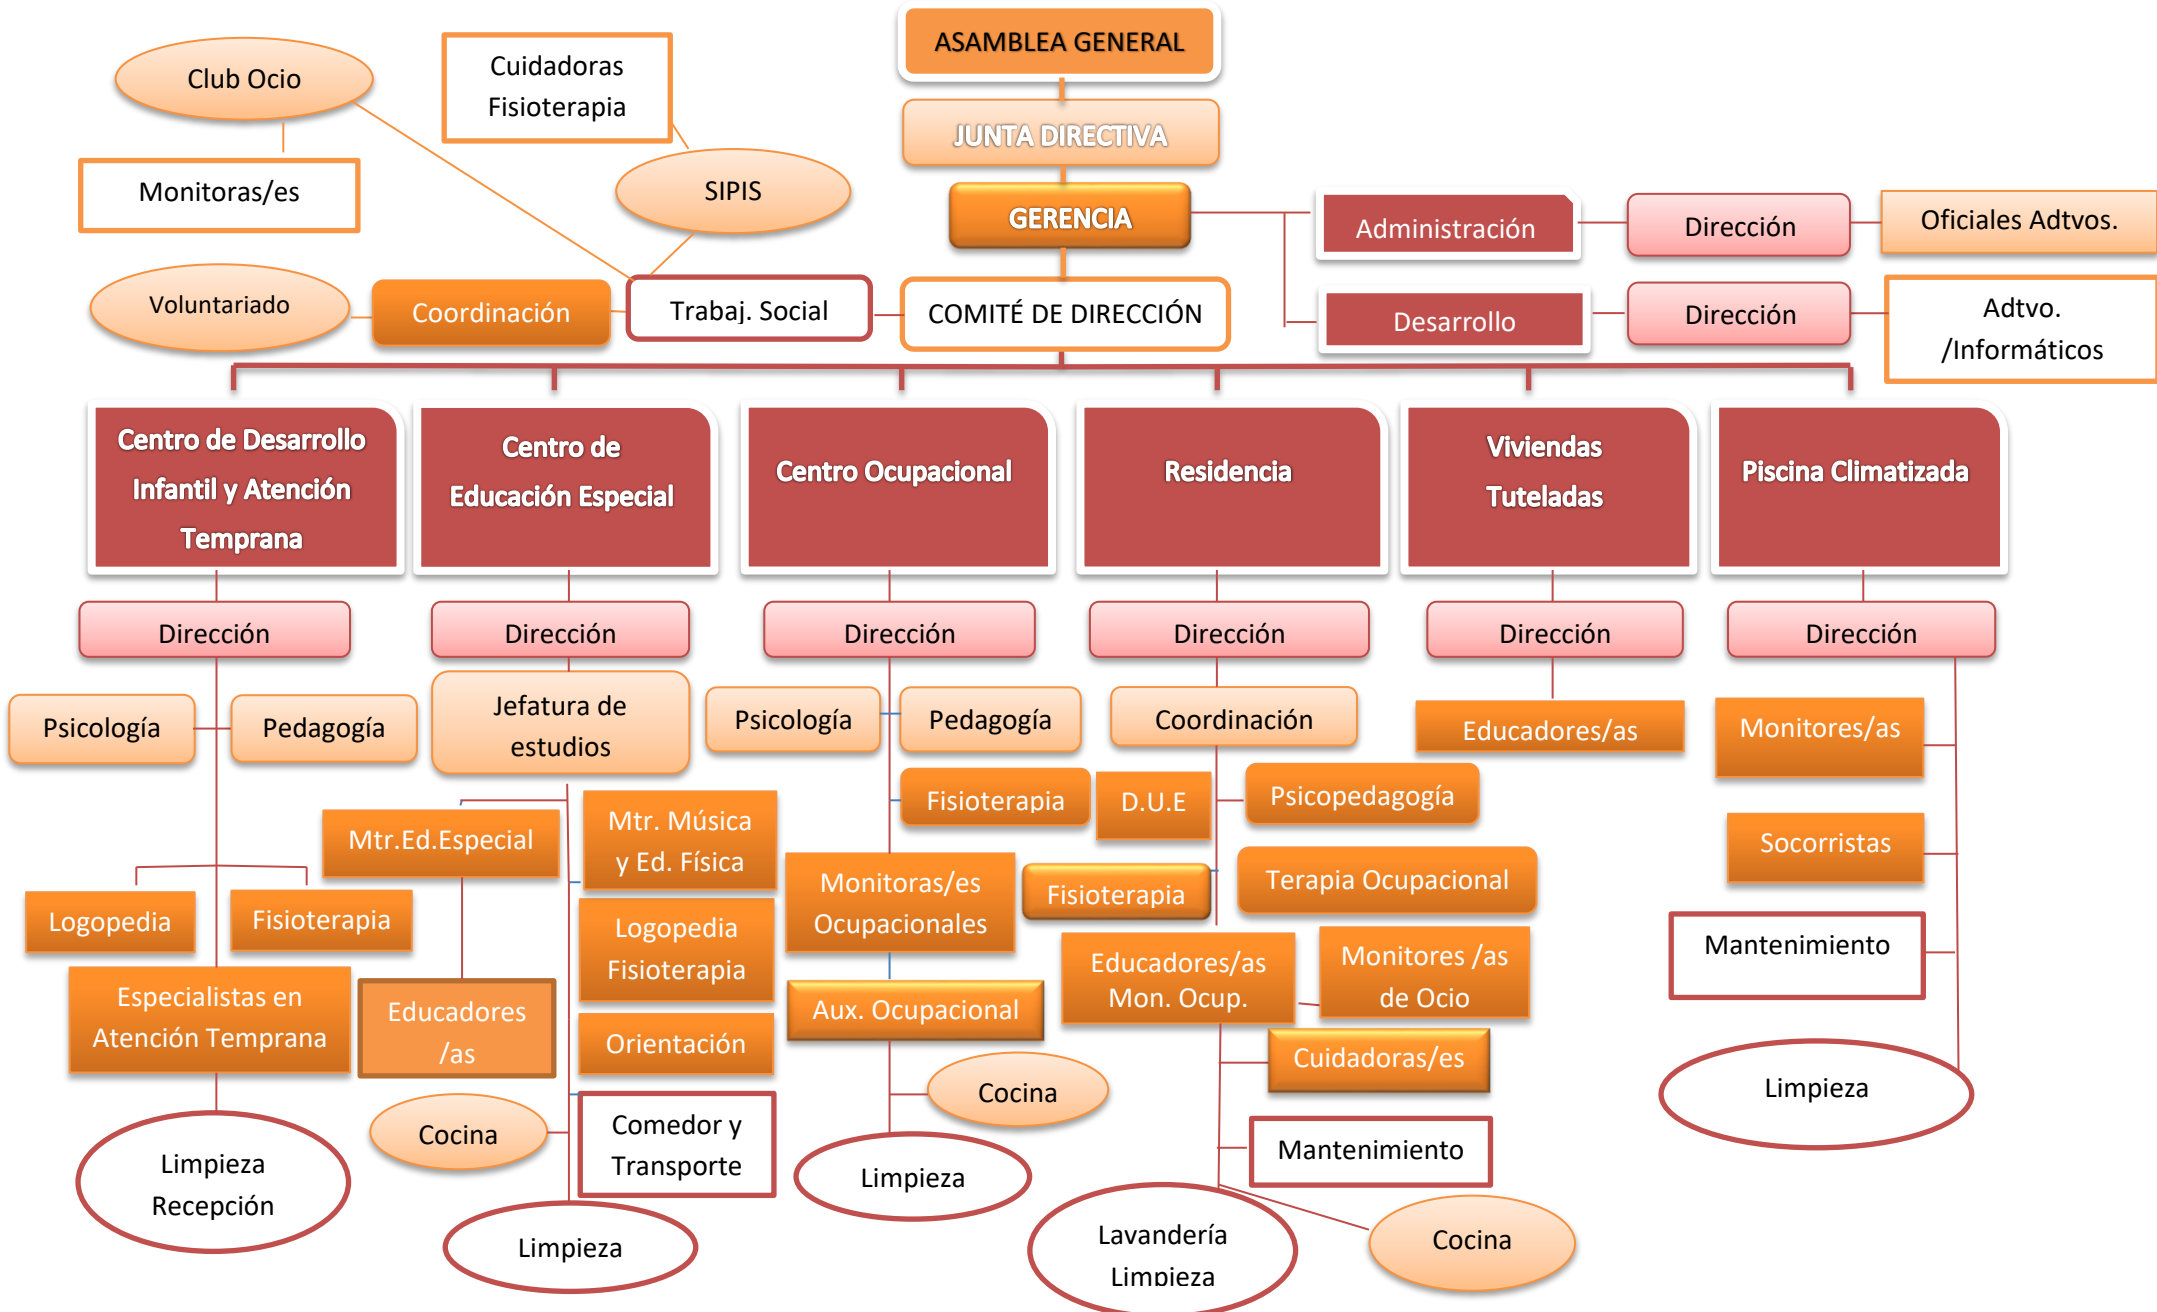 ASAMBLEA GENERAL
Club Ocio
Cuidadoras
Fisioterapia
JUNTA DIRECTIVA
Monitoras/es
SIPIS
GERENCIA
Administración
Dirección
Oficiales Adtvos.
Voluntariado
Coordinación
Trabaj. Social
COMITÉ DE DIRECCIÓN
Desarrollo
Dirección
Adtvo.
/Informáticos
Centro de Desarrollo
Infantil y Atención
Temprana
Centro de
Educación Especial
Centro Ocupacional
Residencia
Viviendas
Tuteladas
Piscina Climatizada
Dirección
Dirección
Dirección
Dirección
Dirección
Dirección
Psicología
Pedagogía
Jefatura de
estudios
Psicología
Pedagogía
Coordinación
Educadores/as
Monitores/as
Mtr.Ed.Especial
Mtr. Música
y Ed. Física
Fisioterapia
D.U.E
Psicopedagogía
Socorristas
Logopedia
Fisioterapia
Logopedia
Fisioterapia
Monitoras/es
Ocupacionales
Fisioterapia
Terapia Ocupacional
Mantenimiento
Especialistas en
Atención Temprana
Educadores
/as
Orientación
Aux. Ocupacional
Educadores/as
Mon. Ocup.
Monitores /as
de Ocio
Cuidadoras/es
Limpieza
Cocina
Comedor y
Transporte
Cocina
Mantenimiento
Limpieza
Recepción
Limpieza
Limpieza
Lavandería
Limpieza
Cocina